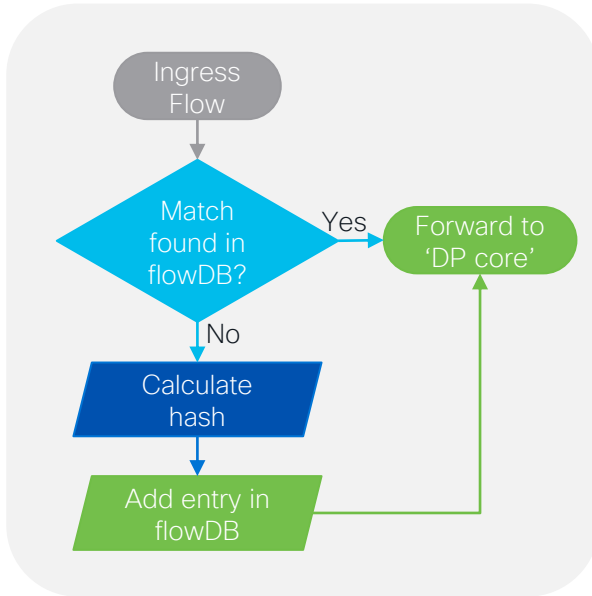 Ingress
Flow
Match
found in
flowDB?
Yes
Forward to
‘DP core’
No
Calculate
hash
Add entry in
flowDB